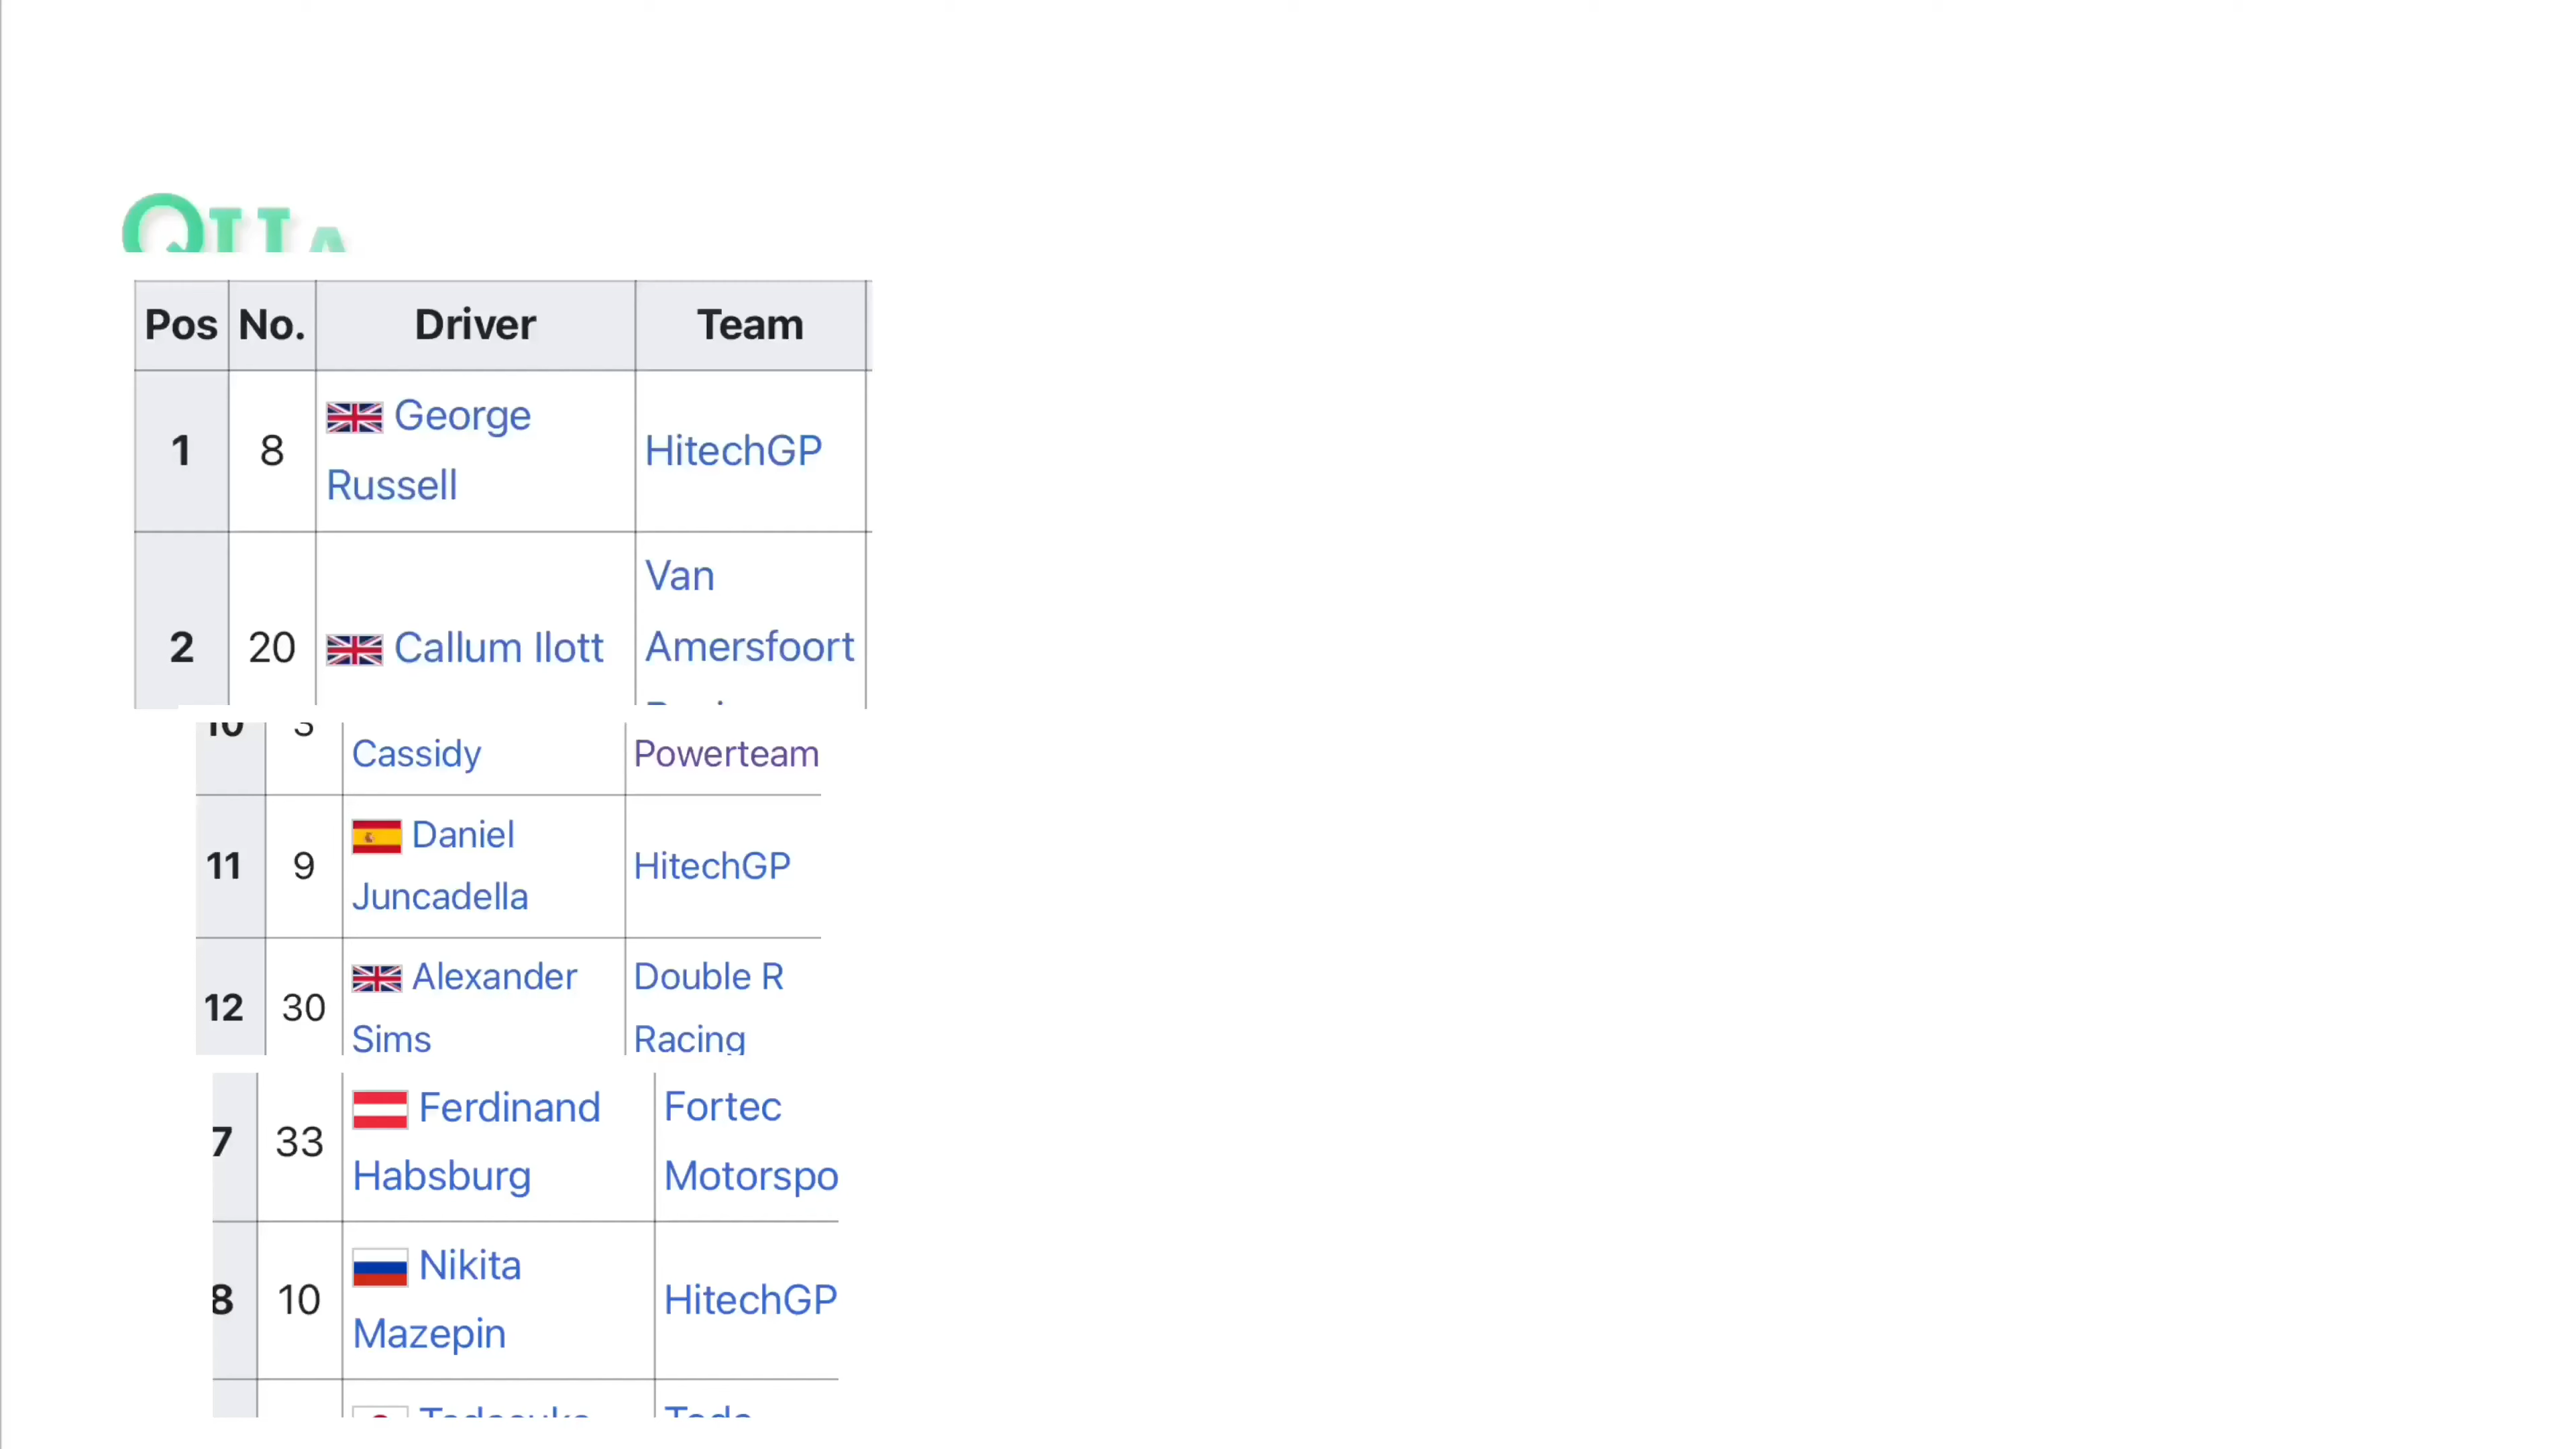 Pos No. Driver Team
1 8 George Russell HitechGP
2 20 Callum Ilott Van Amersfoort
10 3 Cassidy Powerteam
11 9 Daniel Juncadella HitechGP
12 30 Alexander Sims Double R Racing
7 33 Ferdinand Habsburg Fortec Motorspo
8 10 Nikita Mazepin HitechGP